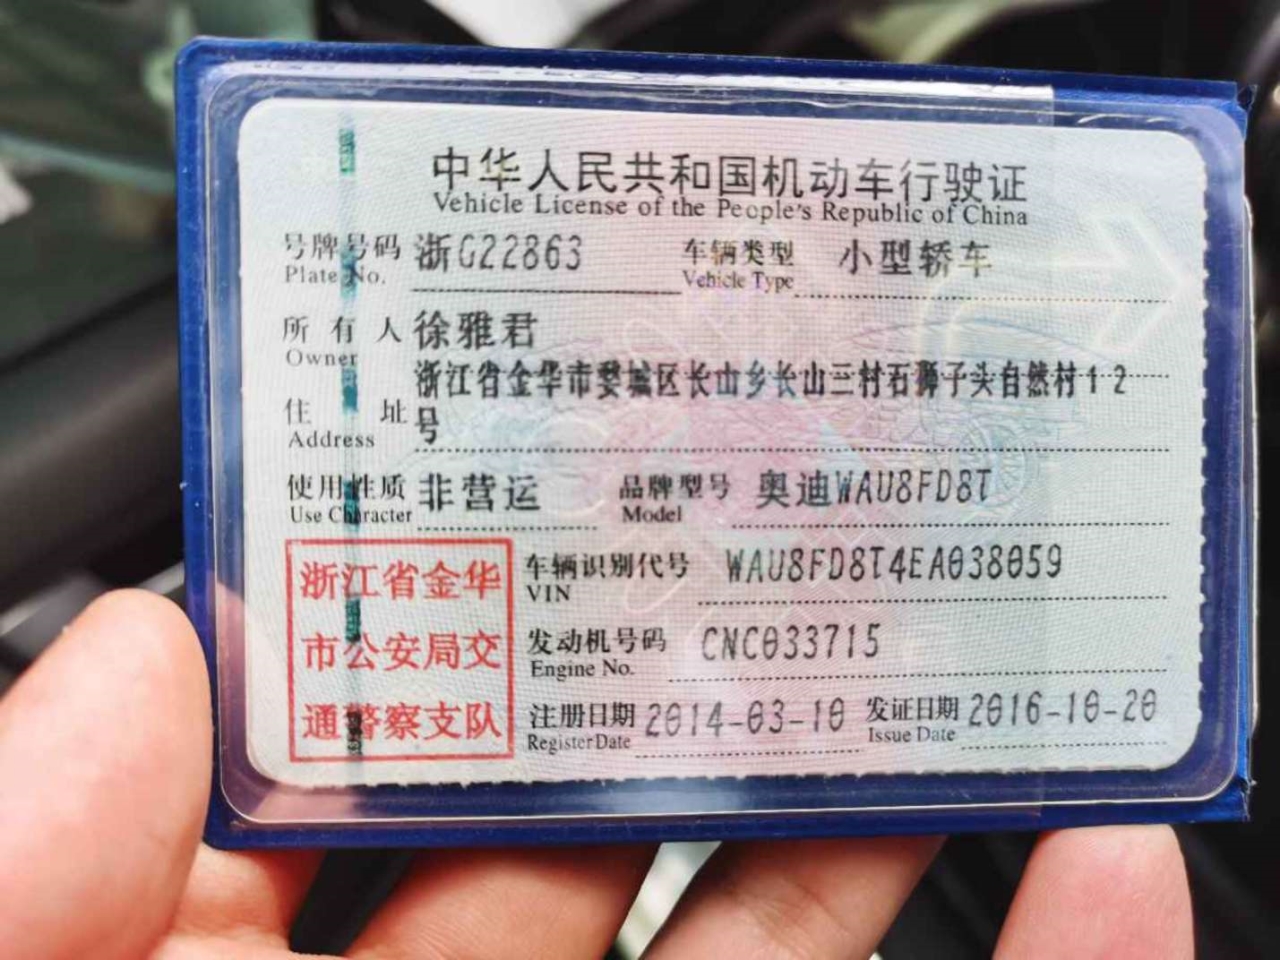 中华人民共和国机动车行驶证
Vehicle License of the People's Republic of China
号牌号码 浙G22863 车辆类型 小型轿车
Plate No. Vehicle Type
所有人 徐雅君
Owner
浙江省金华市婺城区长山乡长山三村石狮子头自然村1-2
住址 号
Address
使用性质 非营运 品牌型号 奥迪WAU8FD8T
Use Character Model
浙江省金华 车辆识别代号 WAU8FD8T4EA038059
VIN
市公安局交 发动机号码 CNC033715
Engine No.
通警察支队 注册日期 2014-03-10 发证日期 2016-10-20
Register Date Issue Date